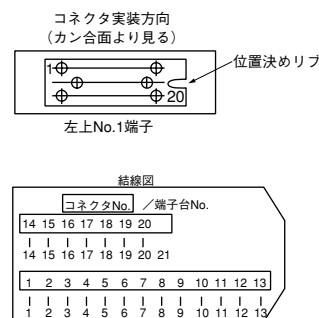 コネクタ実装方向
（カン合面より見る）
位置決めリブ
1
20
左上No.1端子
結線図
コネクタNo. ／端子台No.
14 15 16 17 18 19 20
14 15 16 17 18 19 20 21
1 2 3 4 5 6 7 8 9 10 11 12 13
1 2 3 4 5 6 7 8 9 10 11 12 13